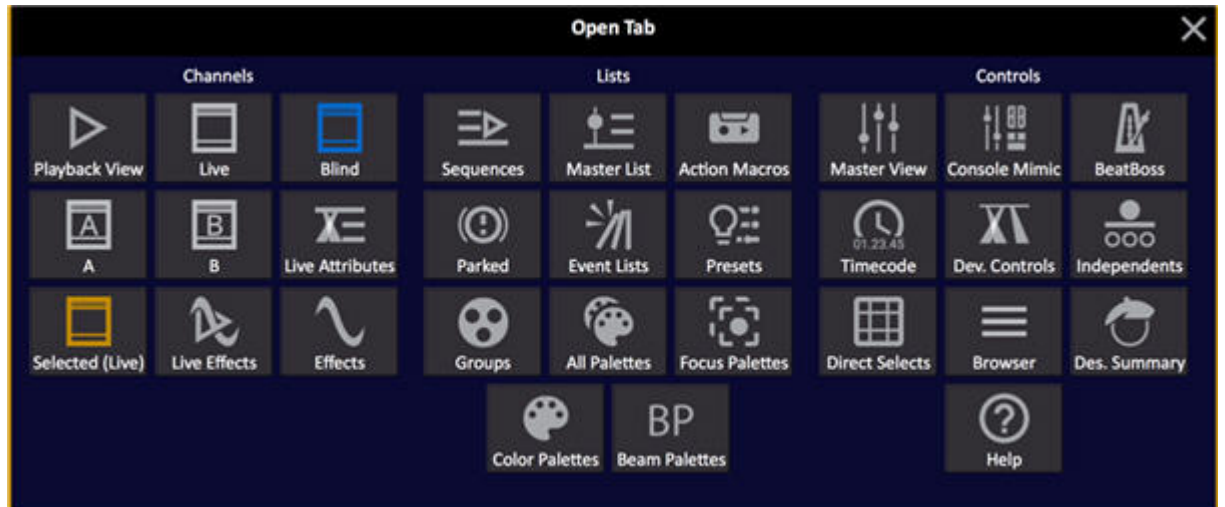 Open Tab
Channels
Lists
Controls
Playback View
Live
Blind
Sequences
Master List
Action Macros
Master View
Console Mimic
BeatBoss
A
A
B
B
Live Attributes
Parked
Event Lists
Presets
01.23.45
Timecode
Dev. Controls
Independents
Selected (Live)
Live Effects
Effects
Groups
All Palettes
Focus Palettes
Direct Selects
Browser
Des. Summary
Color Palettes
BP
Beam Palettes
?
Help